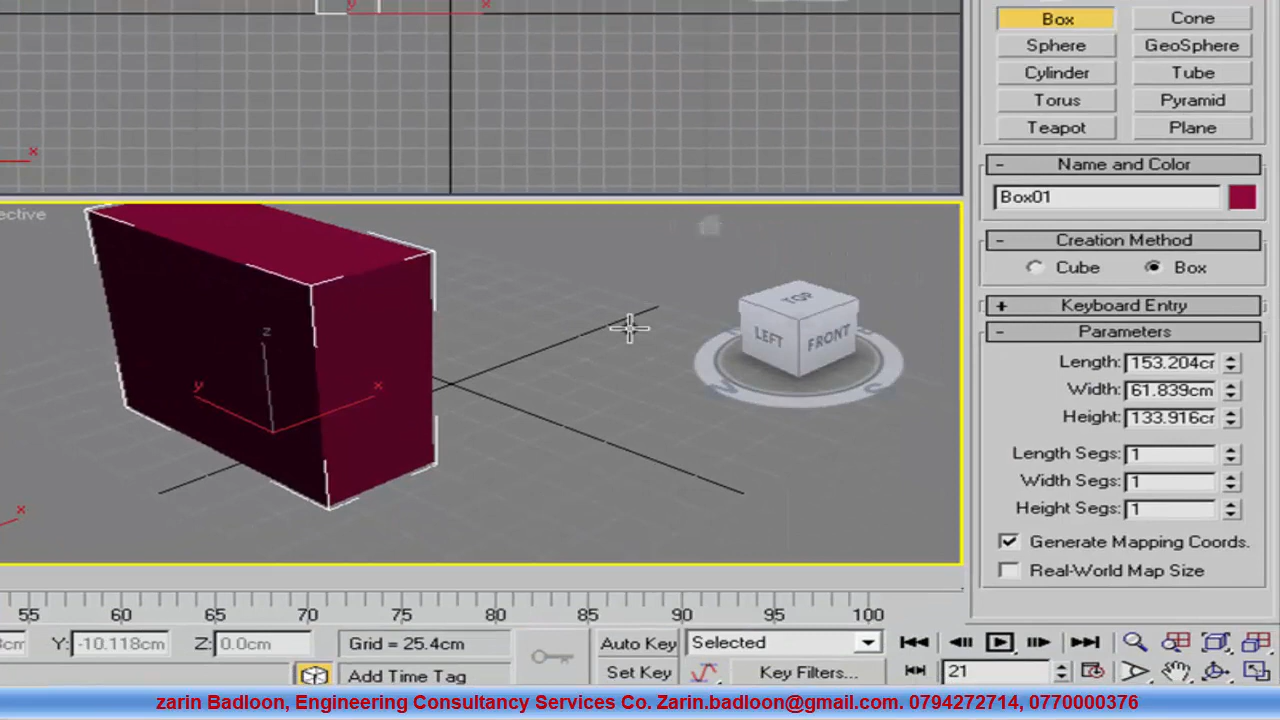 Box Cone
Sphere GeoSphere
Cylinder Tube
Torus Pyramid
Teapot Plane
y x
x
- Name and Color
Box01
ective
- Creation Method
Cube Box
+ Keyboard Entry
- Parameters
TOP
LEFT FRONT
z
y x
Length: 153.204cr
Width: 61.839cm
Height: 133.916cr
Length Segs: 1
Width Segs: 1
Height Segs: 1
x
Generate Mapping Coords.
Real-World Map Size
55 60 65 70 75 80 85 90 95 100
Y: -10.118cm Z: 0.0cm Grid = 25.4cm Auto Key Selected
Add Time Tag Set Key Key Filters... 21
zarin Badloon, Engineering Consultancy Services Co. Zarin.badloon@gmail.com. 0794272714, 0770000376